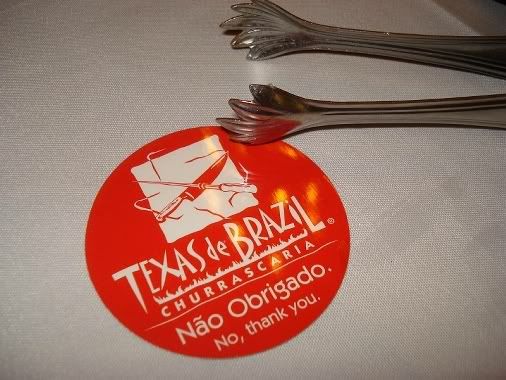 TEXAS de BRAZIL ®
CHURRASCARIA
Não Obrigado.
No, thank you.